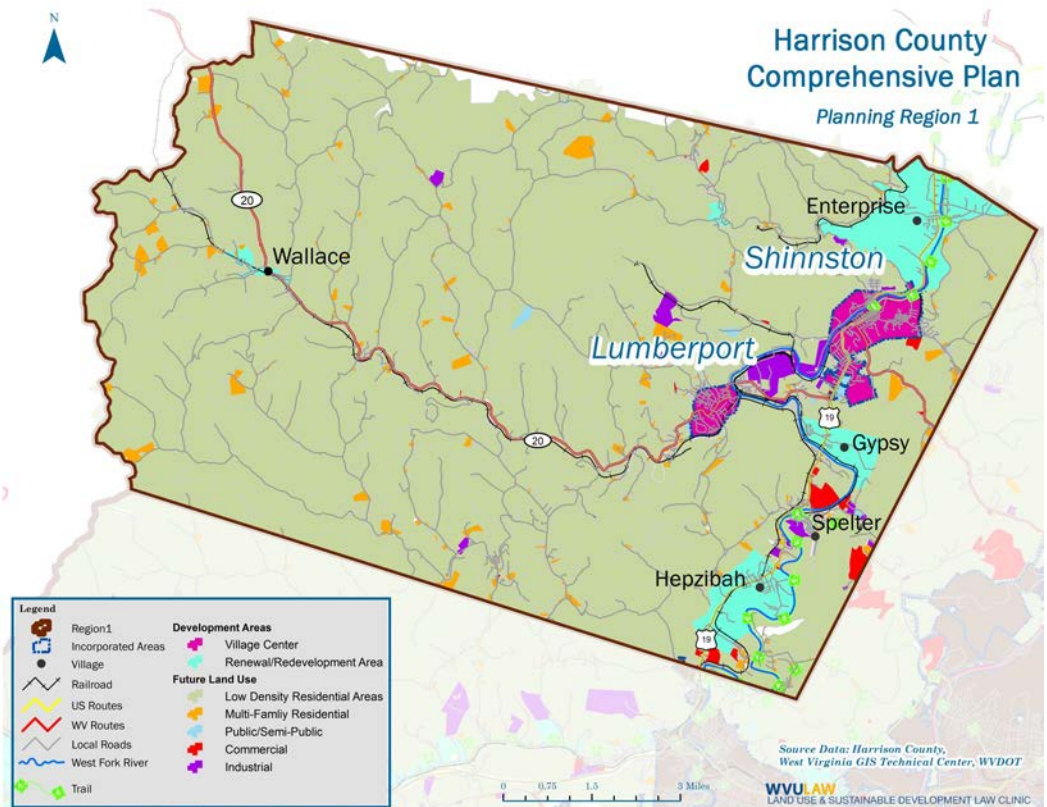 N
Harrison County
Comprehensive Plan
Planning Region 1
Enterprise
20
Shinnston
Wallace
Lumberport
19
Gypsy
20
Spelter
Hepzibah
19
Legend
Region1
Incorporated Areas
Village
Railroad
US Routes
WV Routes
Local Roads
West Fork River
Trail
Development Areas
Village Center
Renewal/Redevelopment Area
Future Land Use
Low Density Residential Areas
Multi-Famliy Residential
Public/Semi-Public
Commercial
Industrial
0 0.75 1.5 3 Miles
Source Data: Harrison County,
West Virginia GIS Technical Center, WVDOT
WVULAW
LAND USE & SUSTAINABLE DEVELOPMENT LAW CLINIC